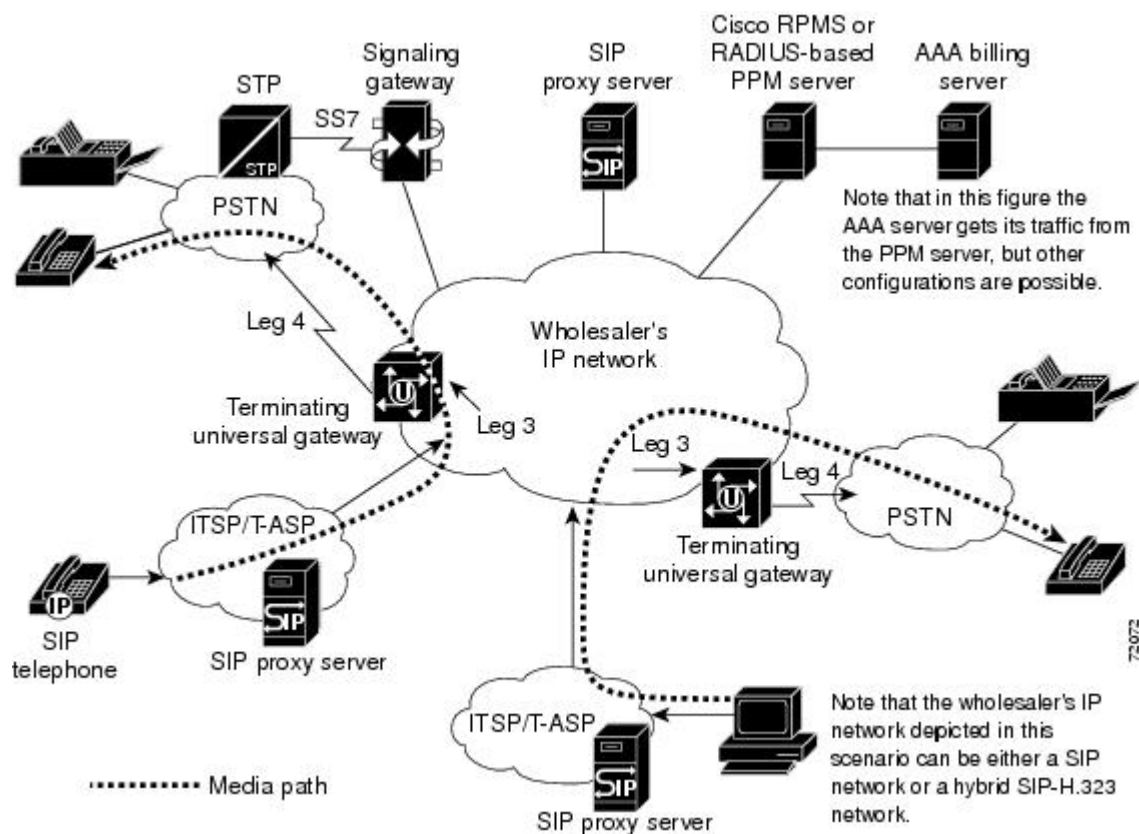 Cisco RPMS or
RADIUS-based
PPM server
AAA billing
server
SIP
proxy server
Signaling
gateway
STP
SS7
STP
SIP
PSTN
Note that in this figure the
AAA server gets its traffic from
the PPM server, but other
configurations are possible.
Leg 4
Wholesaler's
IP network
U
Terminating
universal gateway
Leg 3
Leg 3
U
Leg 4
PSTN
Terminating
universal gateway
ITSP/T-ASP
IP
SIP
telephone
SIP
SIP proxy server
72972
ITSP/T-ASP
SIP
SIP proxy server
Note that the wholesaler's IP
network depicted in this
scenario can be either a SIP
network or a hybrid SIP-H.323
network.
Media path